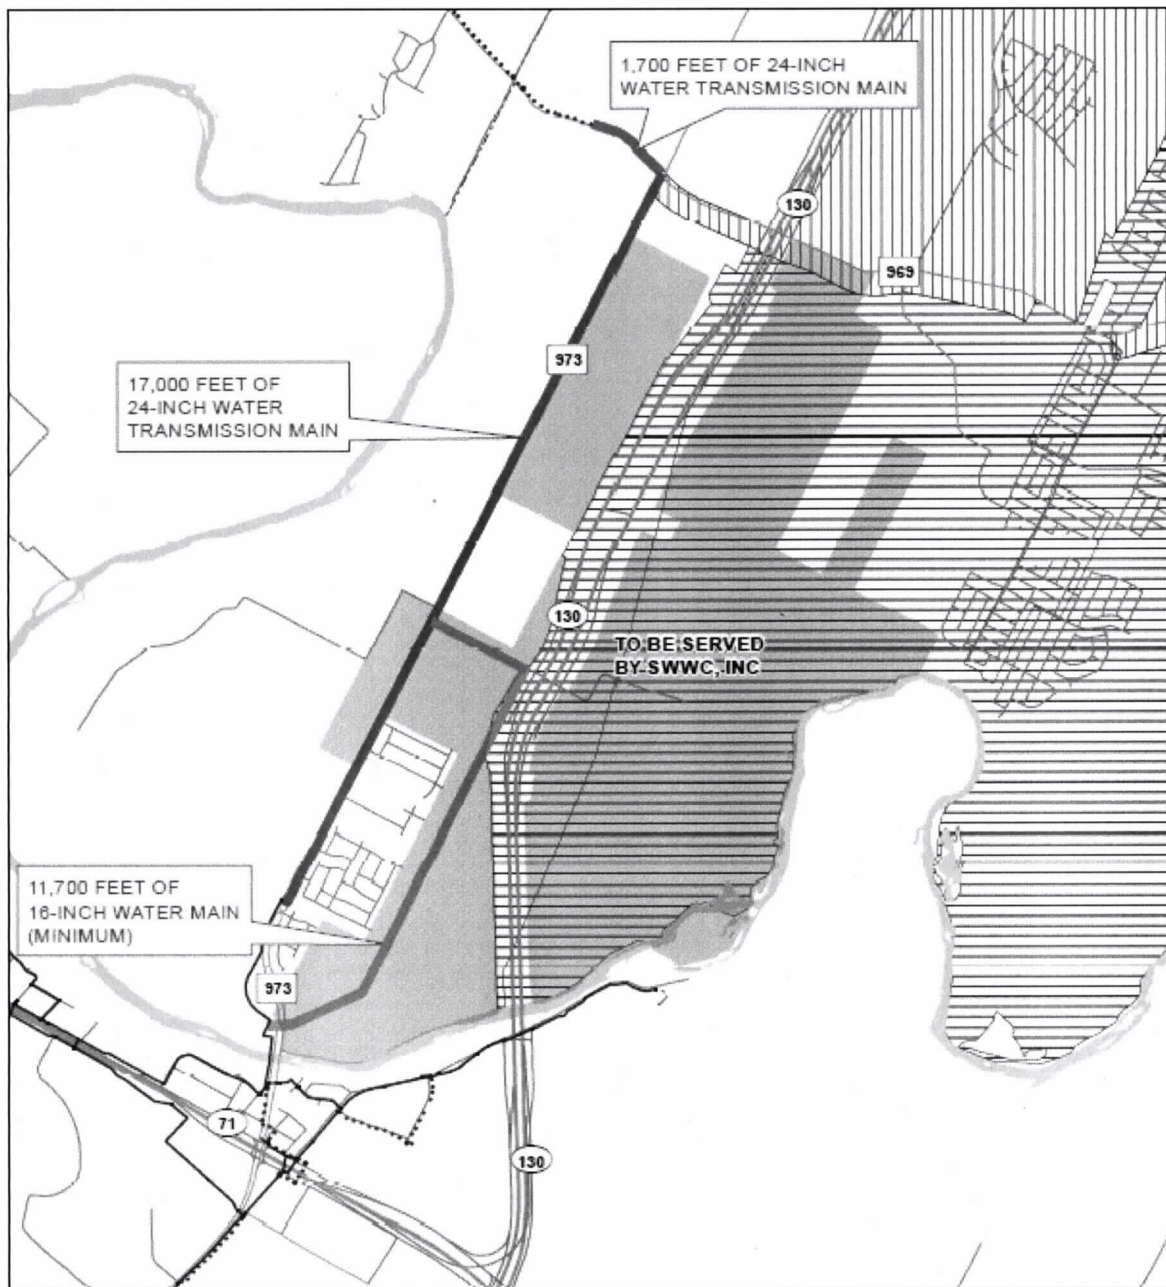 1,700 FEET OF 24-INCH
WATER TRANSMISSION MAIN
130
969
973
17,000 FEET OF
24-INCH WATER
TRANSMISSION MAIN
130
TO BE SERVED
BY SWWC, INC
11,700 FEET OF
16-INCH WATER MAIN
(MINIMUM)
973
71
130